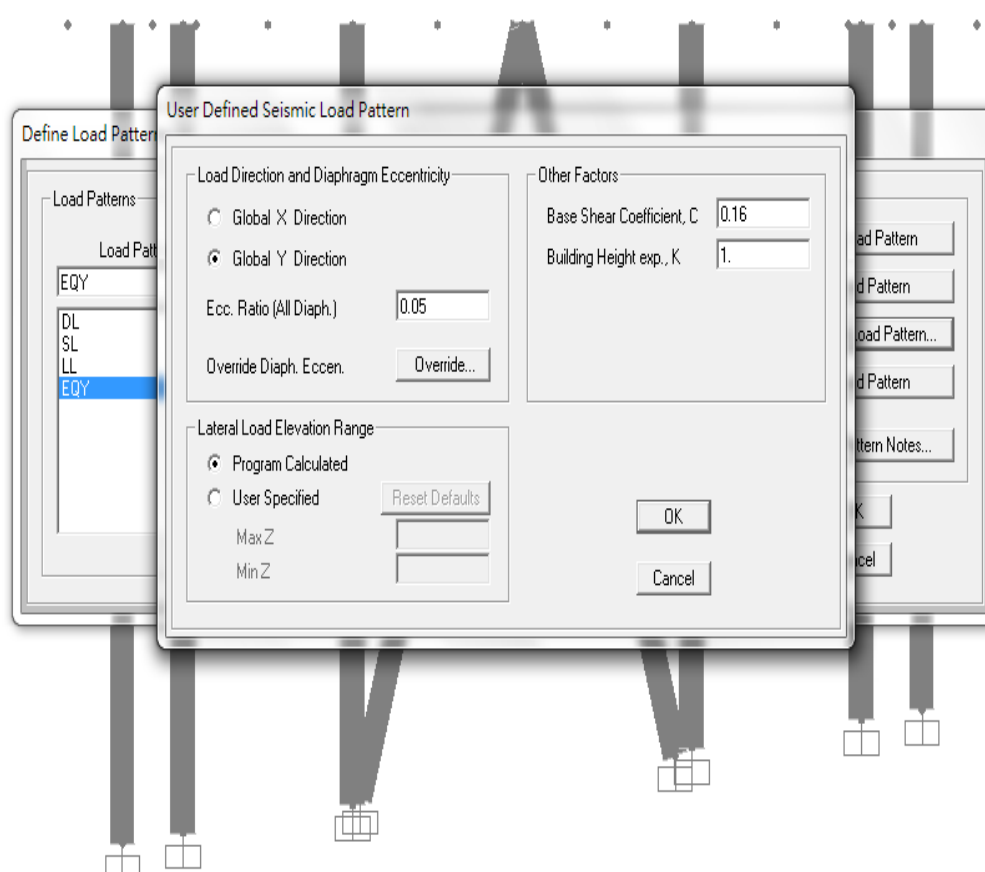 Define Load Pattern
Load Patterns
Load Patt
EQY
DL
SL
LL
EQY
User Defined Seismic Load Pattern
Load Direction and Diaphragm Eccentricity
Global X Direction
Global Y Direction
Ecc. Ratio (All Diaph.)
0.05
Override Diaph. Eccen.
Override...
Other Factors
Base Shear Coefficient, C
0.16
Building Height exp., K
1.
Lateral Load Elevation Range
Program Calculated
User Specified
Reset Defaults
Max Z
Min Z
OK
Cancel
ad Pattern
d Pattern
Load Pattern...
d Pattern
ttern Notes...
K
ncel